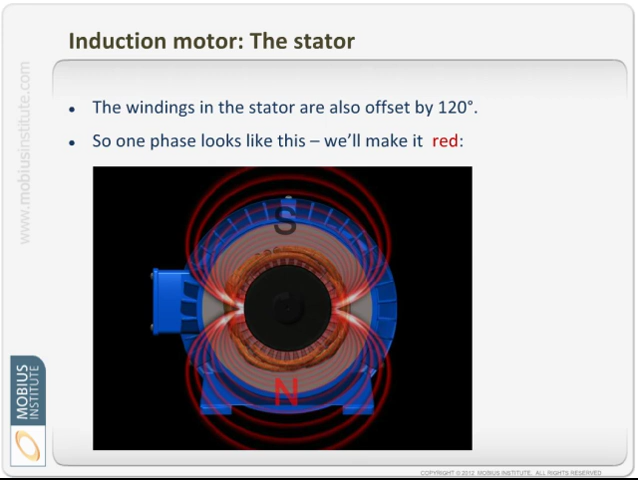 Induction motor: The stator
• The windings in the stator are also offset by 120°.
• So one phase looks like this – we'll make it red:
S
N
www.mobiusinstitute.com
MOBIUS
INSTITUTE
COPYRIGHT © 2012 MOBIUS INSTITUTE. ALL RIGHTS RESERVED